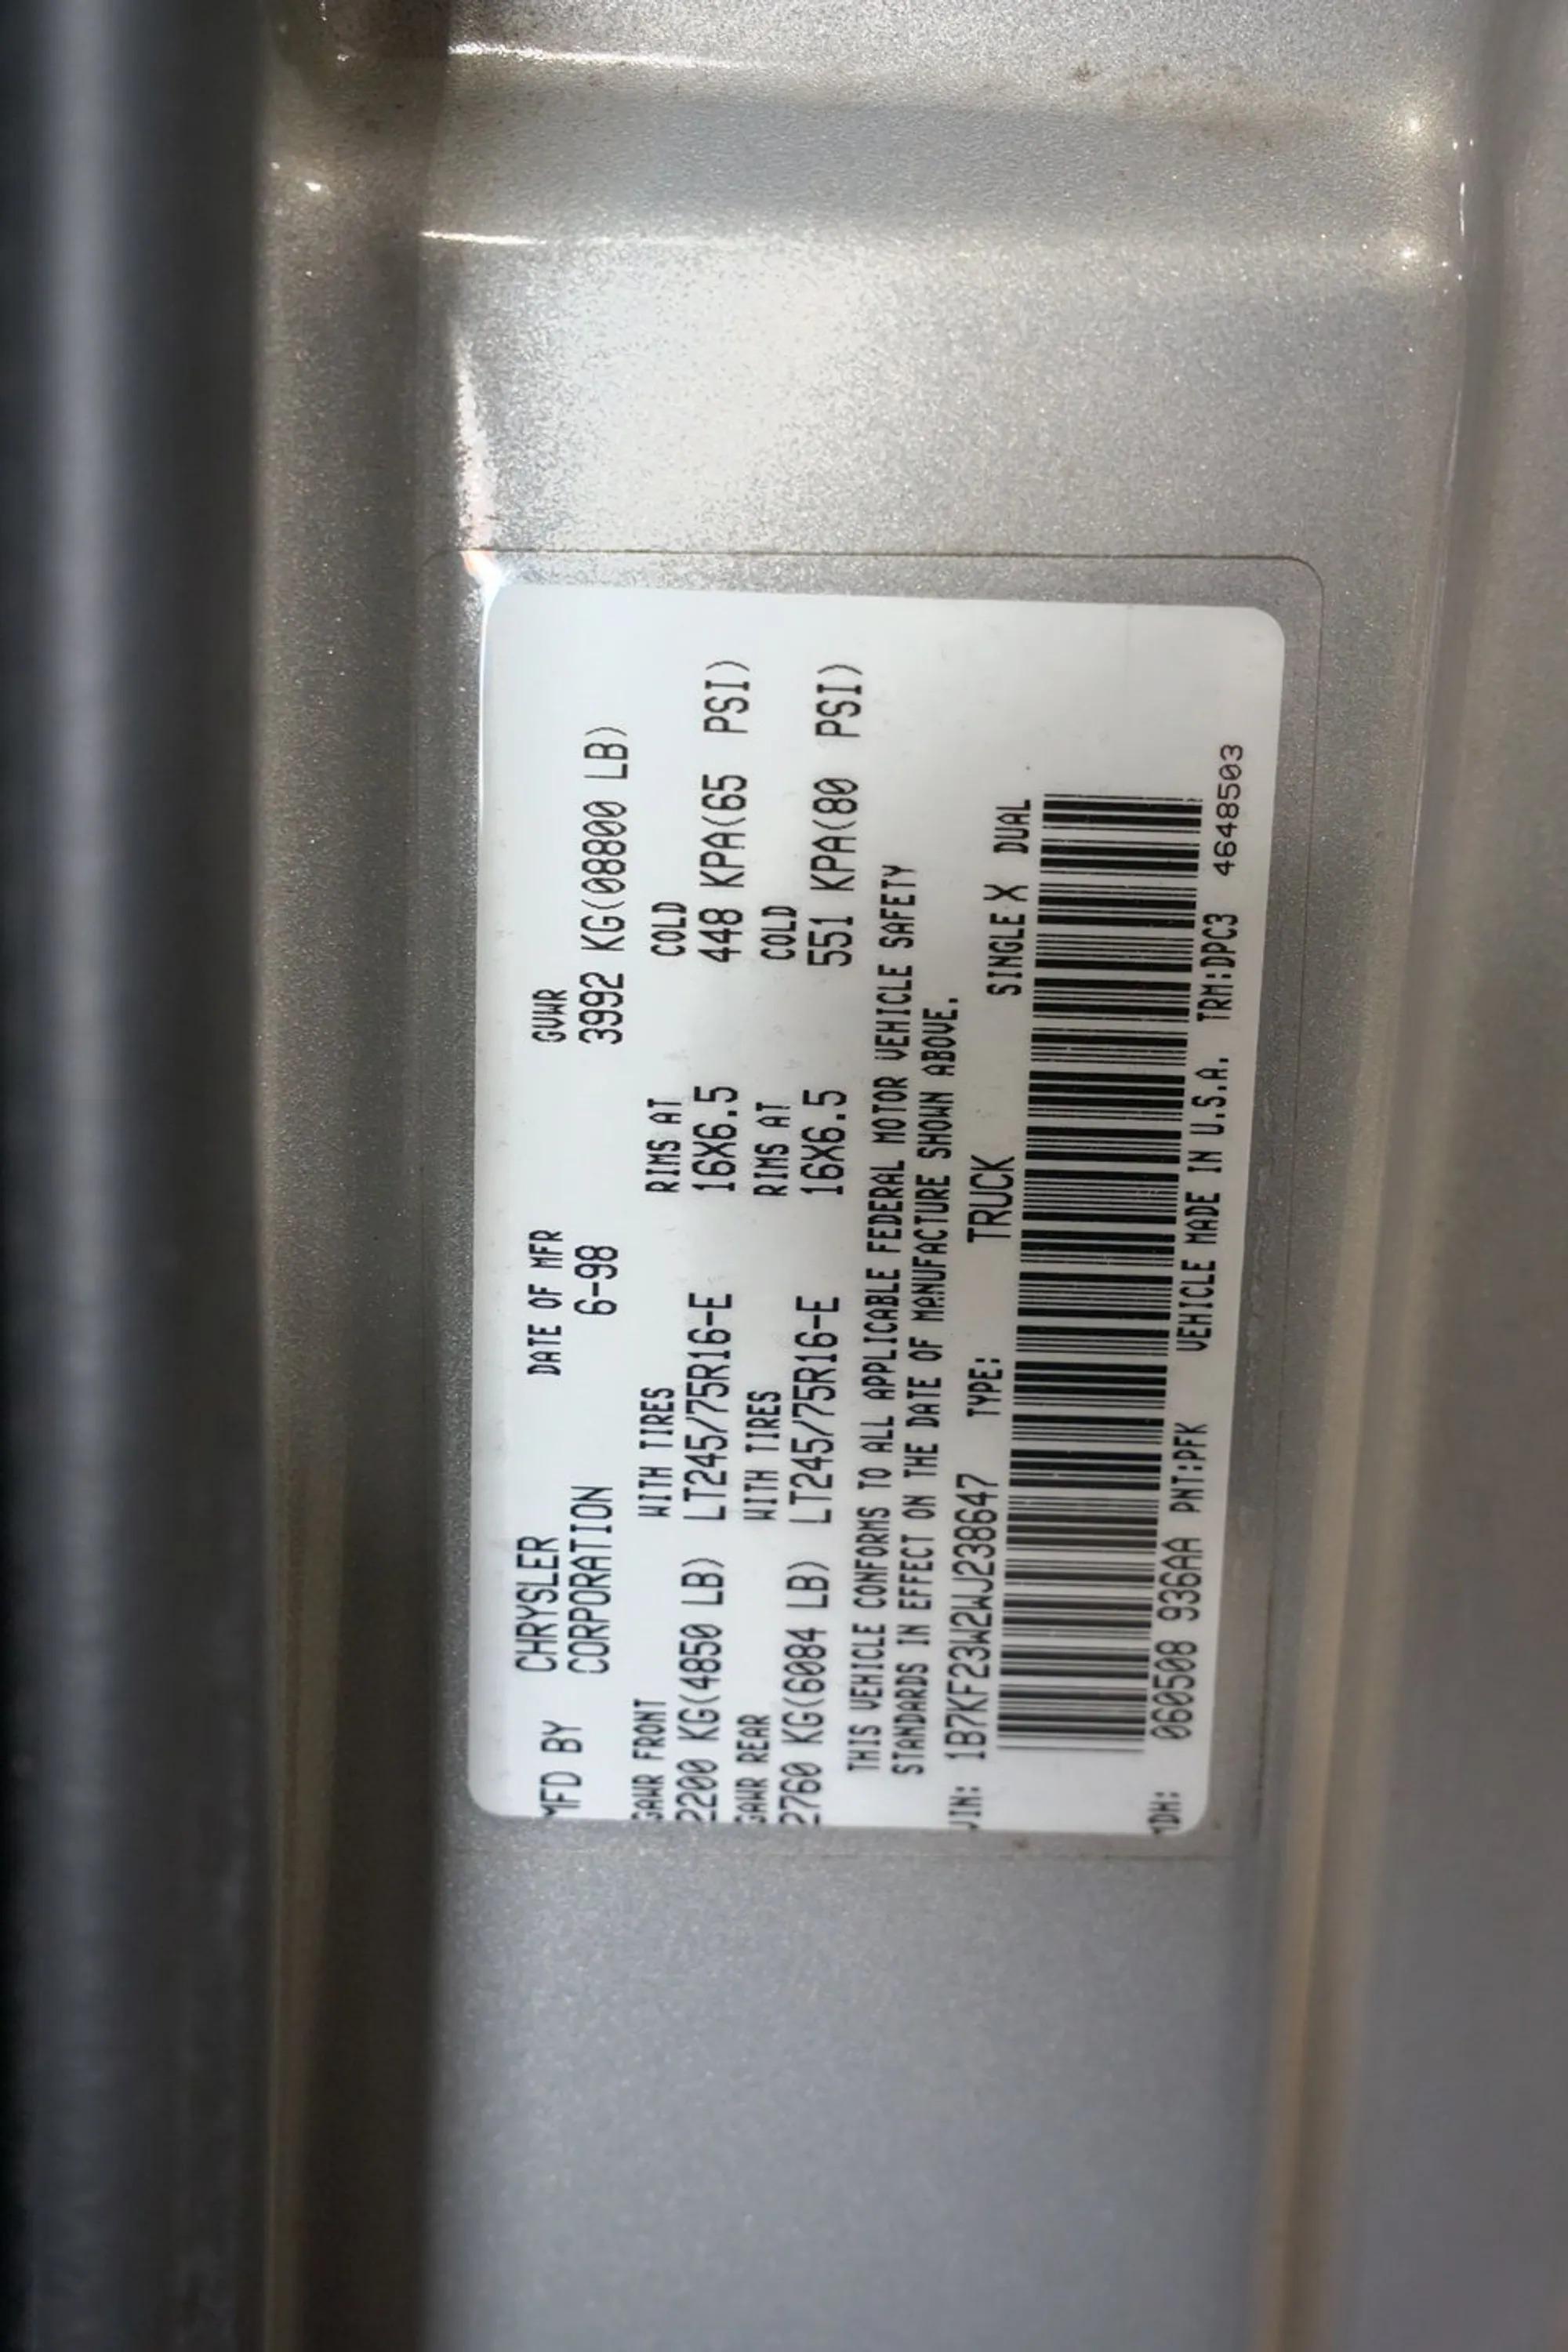 MFD BY CHRYSLER CORPORATION DATE OF MFR 6-98 GVWR 3992 KG(08800 LB)
GAWR FRONT WITH TIRES RIMS AT COLD
2200 KG(4850 LB) LT245/75R16-E 16X6.5 448 KPA(65 PSI)
GAWR REAR WITH TIRES RIMS AT COLD
2760 KG(6084 LB) LT245/75R16-E 16X6.5 551 KPA(80 PSI)
THIS VEHICLE CONFORMS TO ALL APPLICABLE FEDERAL MOTOR VEHICLE SAFETY
STANDARDS IN EFFECT ON THE DATE OF MANUFACTURE SHOWN ABOVE.
VIN: 1B7KF23W2WJ238647 TYPE: TRUCK SINGLE X DUAL
MDH: 060508 936AA PNT:PFK VEHICLE MADE IN U.S.A. TRM:DPC3 4648503